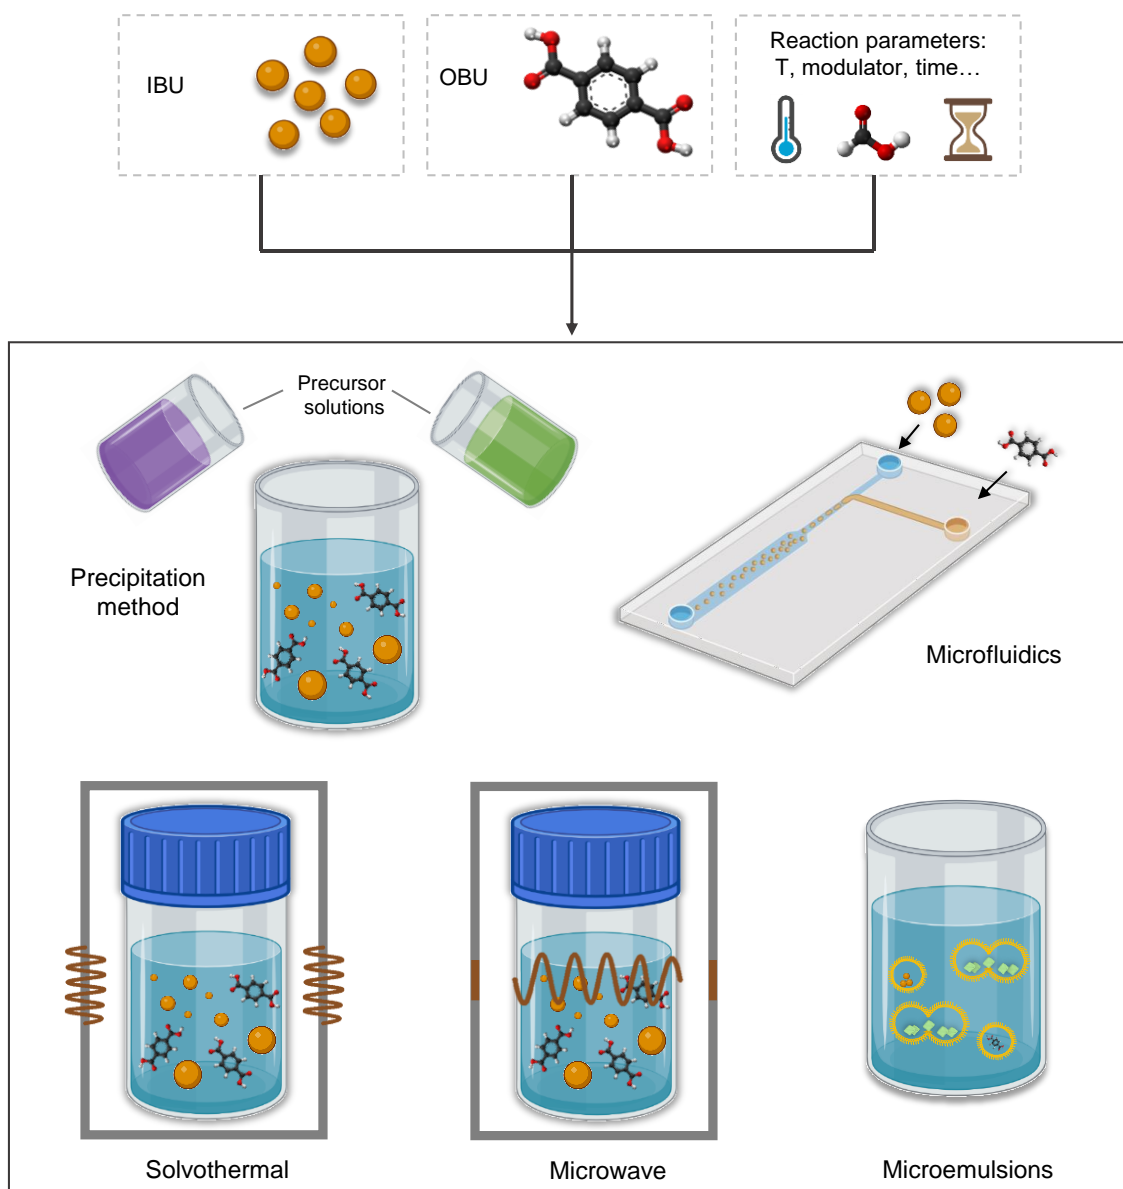 IBU
OBU
Reaction parameters:
T, modulator, time…
Precursor
solutions
Precipitation
method
Microfluidics
Solvothermal
Microwave
Microemulsions